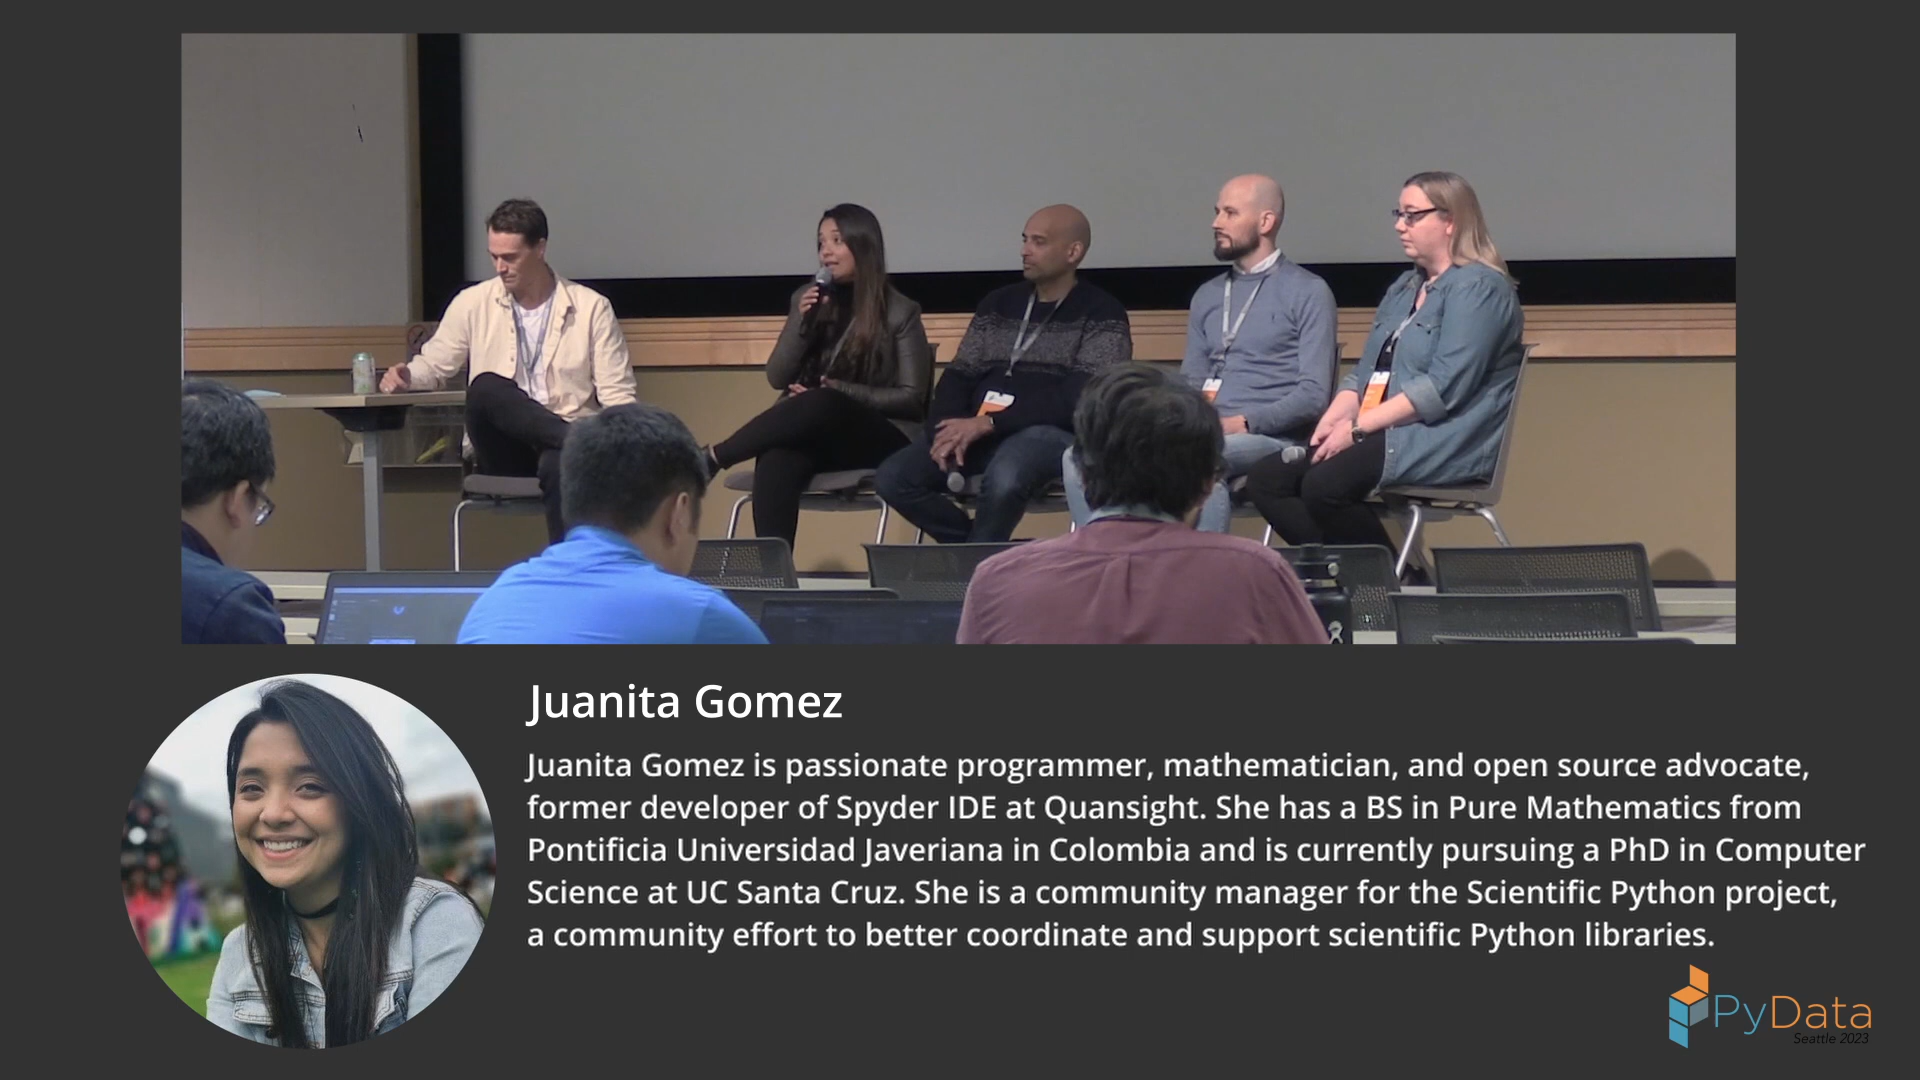 Juanita Gomez
Juanita Gomez is passionate programmer, mathematician, and open source advocate,
former developer of Spyder IDE at Quansight. She has a BS in Pure Mathematics from
Pontificia Universidad Javeriana in Colombia and is currently pursuing a PhD in Computer
Science at UC Santa Cruz. She is a community manager for the Scientific Python project,
a community effort to better coordinate and support scientific Python libraries.
PyData
Seattle 2023